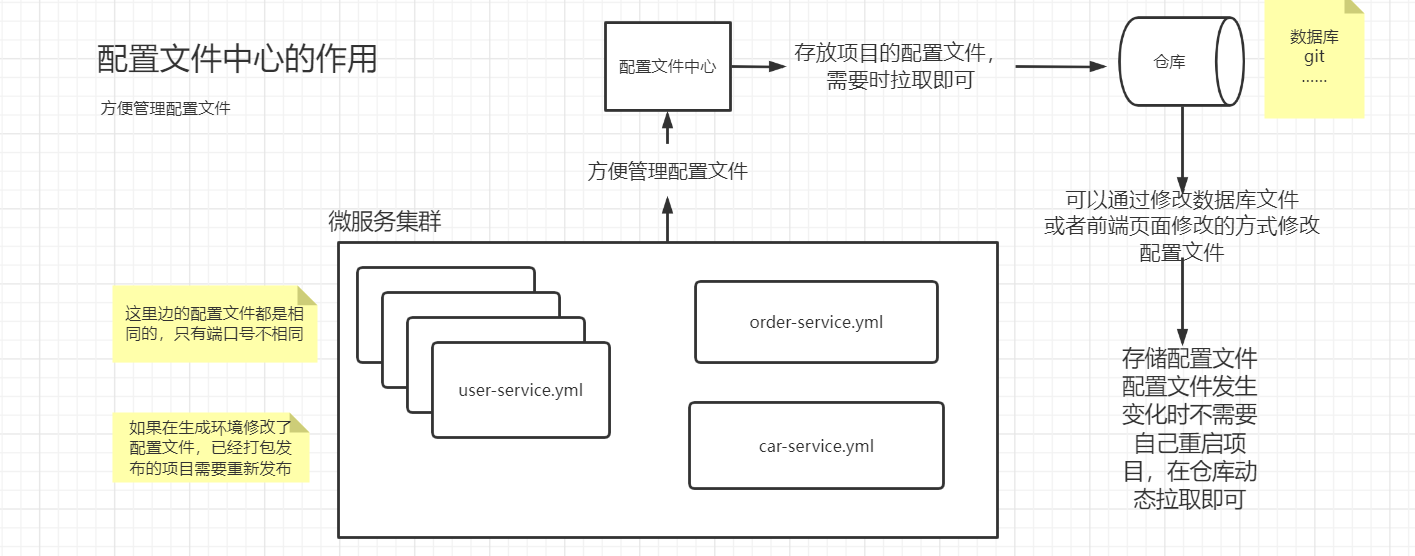 配置文件中心的作用
方便管理配置文件
配置文件中心
存放项目的配置文件，
需要时拉取即可
仓库
数据库
git
......
方便管理配置文件
微服务集群
这里边的配置文件都是相
同的，只有端口号不相同
如果在生成环境修改了
配置文件，已经打包发
布的项目需要重新发布
user-service.yml
order-service.yml
car-service.yml
可以通过修改数据库文件
或者前端页面修改的方式修改
配置文件
存储配置文件
配置文件发生
变化时不需要
自己重启项
目，在仓库动
态拉取即可